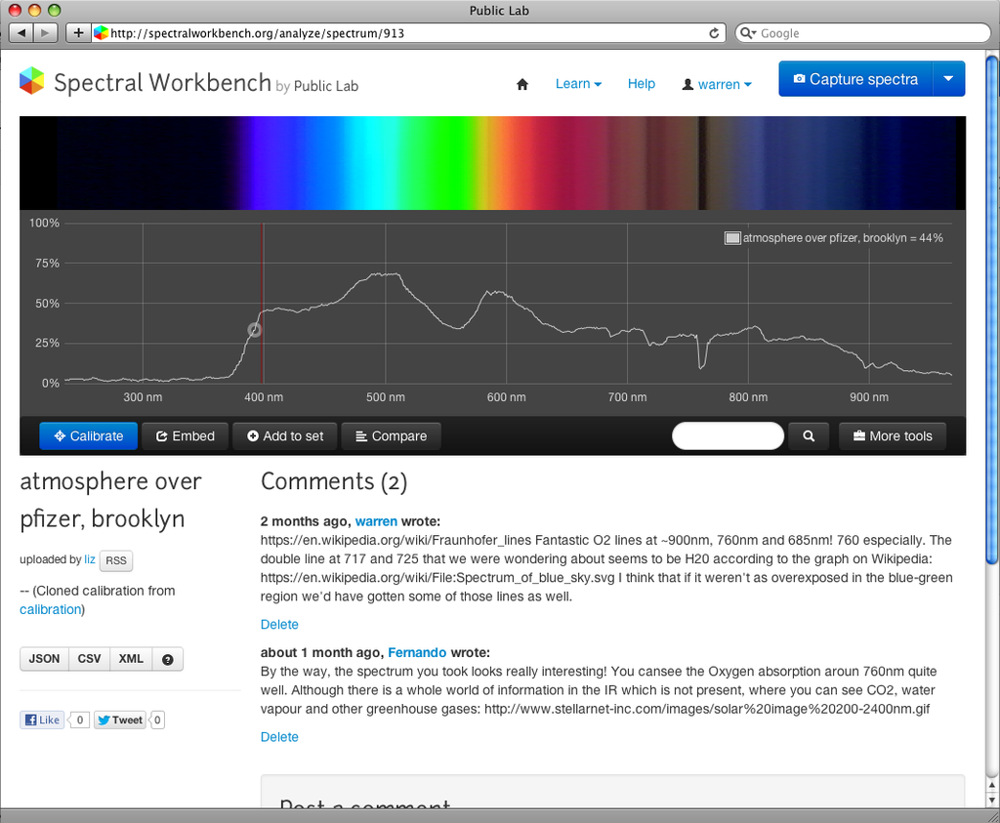 Public Lab
http://spectralworkbench.org/analyze/spectrum/913
Google
Spectral Workbench by Public Lab
Learn
Help
warren
Capture spectra
100%
75%
50%
25%
0%
atmosphere over pfizer, brooklyn = 44%
300 nm
400 nm
500 nm
600 nm
700 nm
800 nm
900 nm
Calibrate
Embed
Add to set
Compare
More tools
atmosphere over
pfizer, brooklyn
uploaded by liz RSS
-- (Cloned calibration from
calibration)
JSON CSV XML ?
Like 0 Tweet 0
Comments (2)
2 months ago, warren wrote:
https://en.wikipedia.org/wiki/Fraunhofer_lines Fantastic O2 lines at ~900nm, 760nm and 685nm! 760 especially. The
double line at 717 and 725 that we were wondering about seems to be H20 according to the graph on Wikipedia:
https://en.wikipedia.org/wiki/File:Spectrum_of_blue_sky.svg I think that if it weren't as overexposed in the blue-green
region we'd have gotten some of those lines as well.
Delete
about 1 month ago, Fernando wrote:
By the way, the spectrum you took looks really interesting! You cansee the Oxygen absorption aroun 760nm quite
well. Although there is a whole world of information in the IR which is not present, where you can see CO2, water
vapour and other greenhouse gases: http://www.stellarnet-inc.com/images/solar%20image%20200-2400nm.gif
Delete
Post a comment